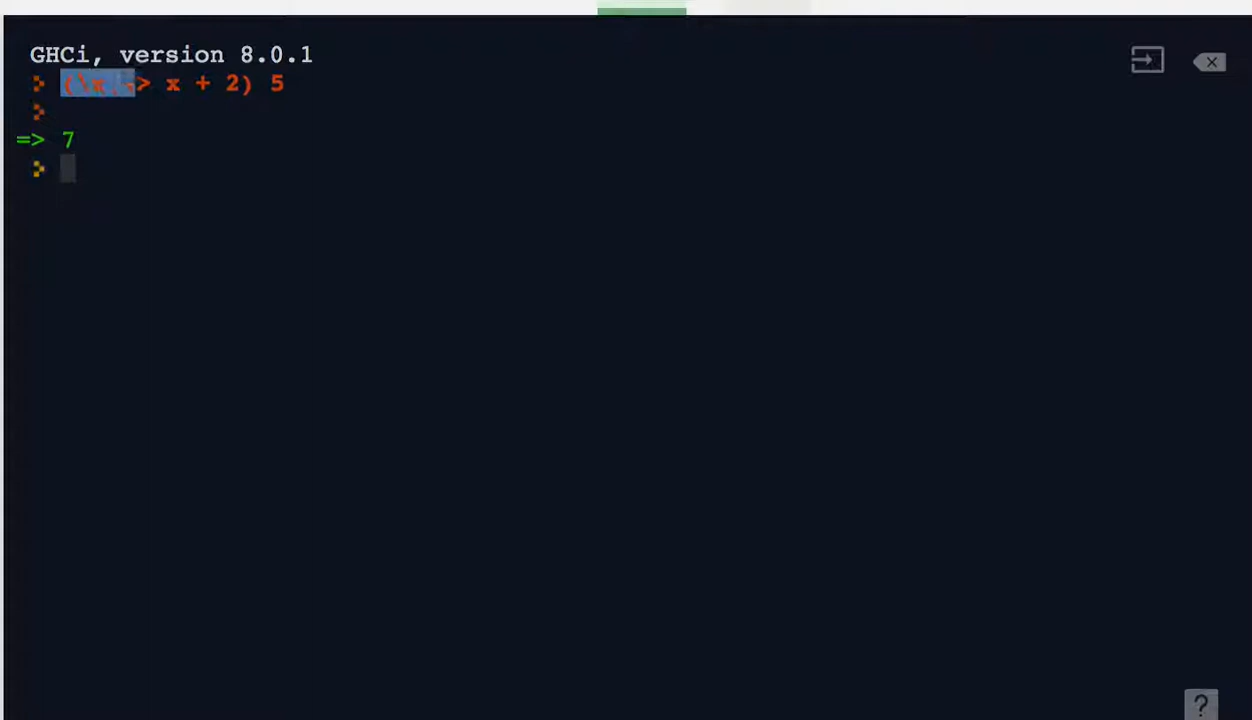 GHCi, version 8.0.1
> (\x -> x + 2) 5
>
=> 7
>
?